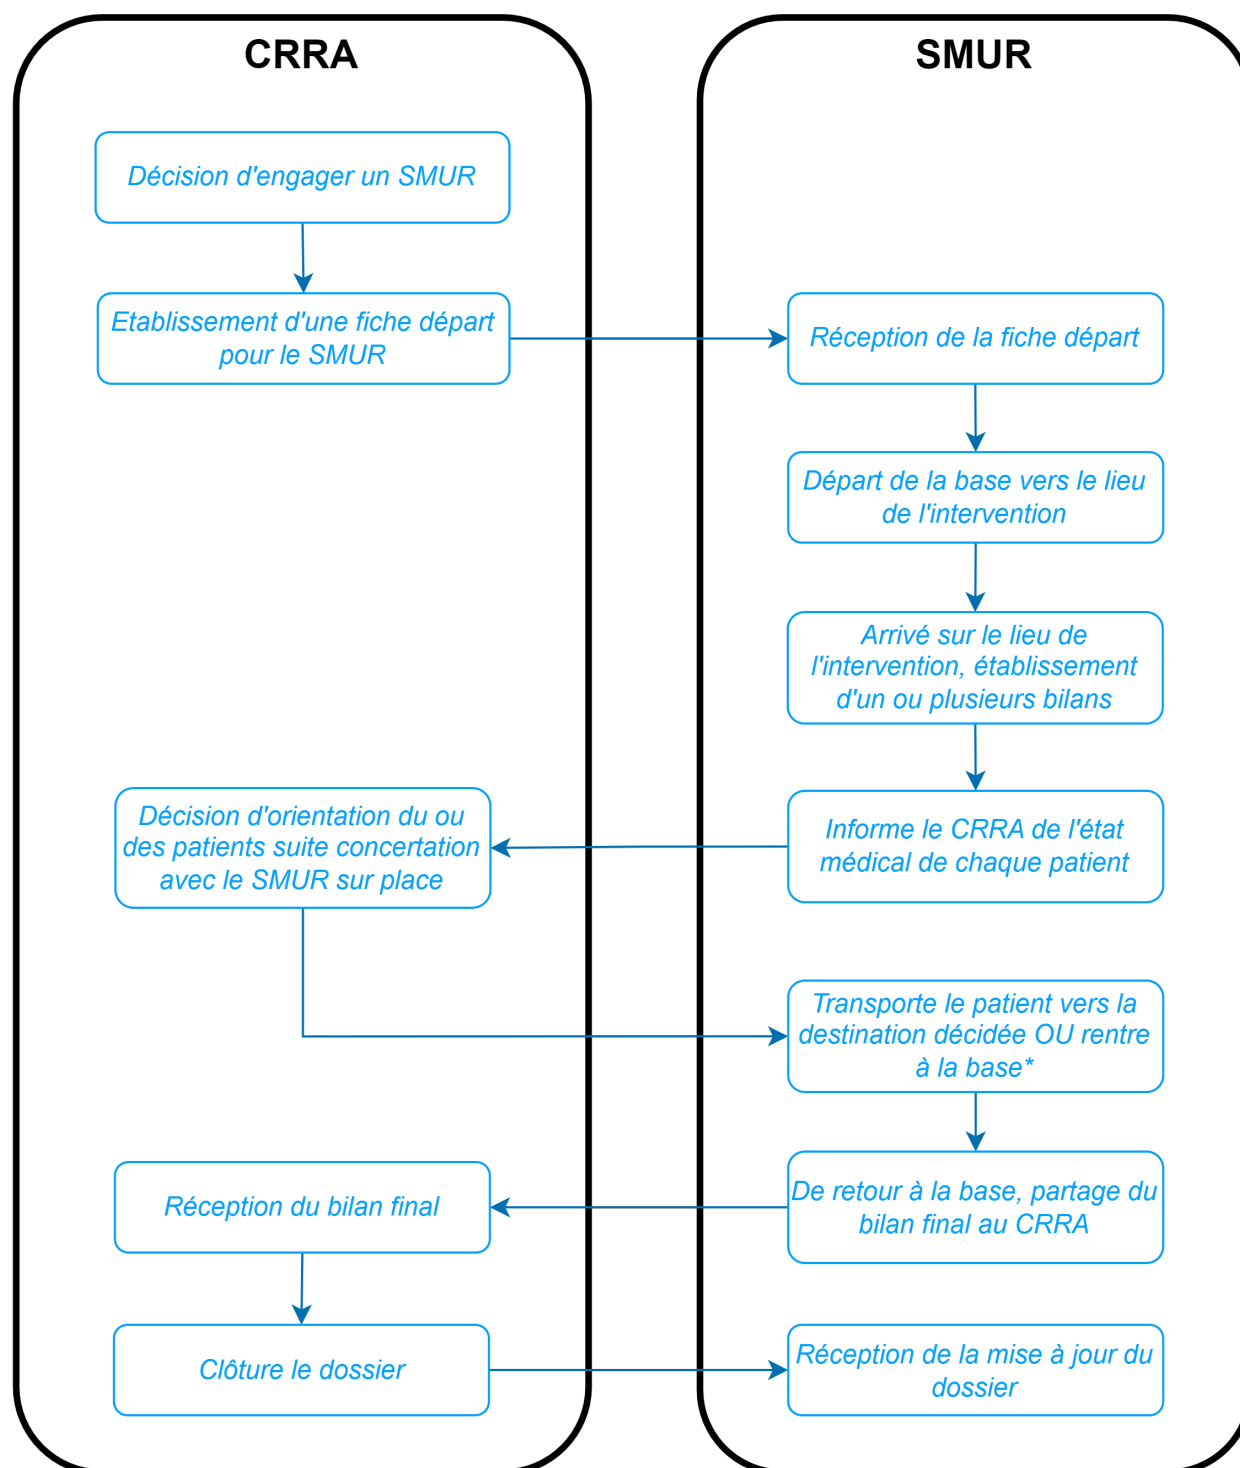 CRRA
SMUR
Décision d'engager un SMUR
Etablissement d'une fiche départ
pour le SMUR
Réception de la fiche départ
Départ de la base vers le lieu
de l'intervention
Arrivé sur le lieu de
l'intervention, établissement
d'un ou plusieurs bilans
Informe le CRRA de l'état
médical de chaque patient
Décision d'orientation du ou
des patients suite concertation
avec le SMUR sur place
Transporte le patient vers la
destination décidée OU rentre
à la base*
De retour à la base, partage du
bilan final au CRRA
Réception du bilan final
Clôture le dossier
Réception de la mise à jour du
dossier